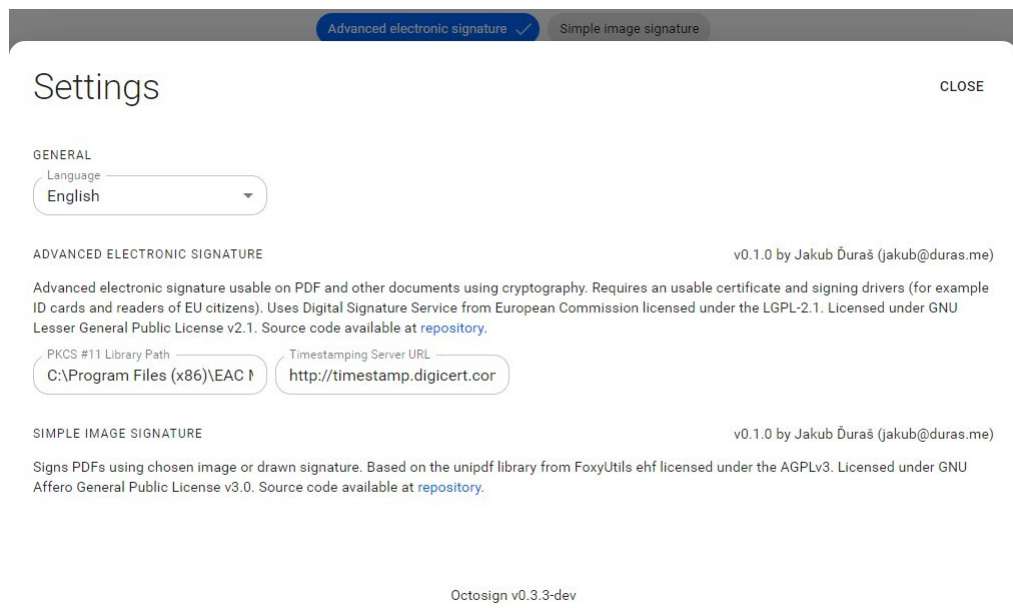 Advanced electronic signature
Simple image signature
Settings
CLOSE
GENERAL
Language
English
ADVANCED ELECTRONIC SIGNATURE
v0.1.0 by Jakub Ďuraš (jakub@duras.me)
Advanced electronic signature usable on PDF and other documents using cryptography. Requires an usable certificate and signing drivers (for example
ID cards and readers of EU citizens). Uses Digital Signature Service from European Commission licensed under the LGPL-2.1. Licensed under GNU
Lesser General Public License v2.1. Source code available at repository.
PKCS #11 Library Path
Timestamping Server URL
C:\Program Files (x86)\EAC
http://timestamp.digicert.cor
SIMPLE IMAGE SIGNATURE
v0.1.0 by Jakub Ďuraš (jakub@duras.me)
Signs PDFs using chosen image or drawn signature. Based on the unipdf library from FoxyUtils ehf licensed under the AGPLv3. Licensed under GNU
Affero General Public License v3.0. Source code available at repository.
Octosign v0.3.3-dev